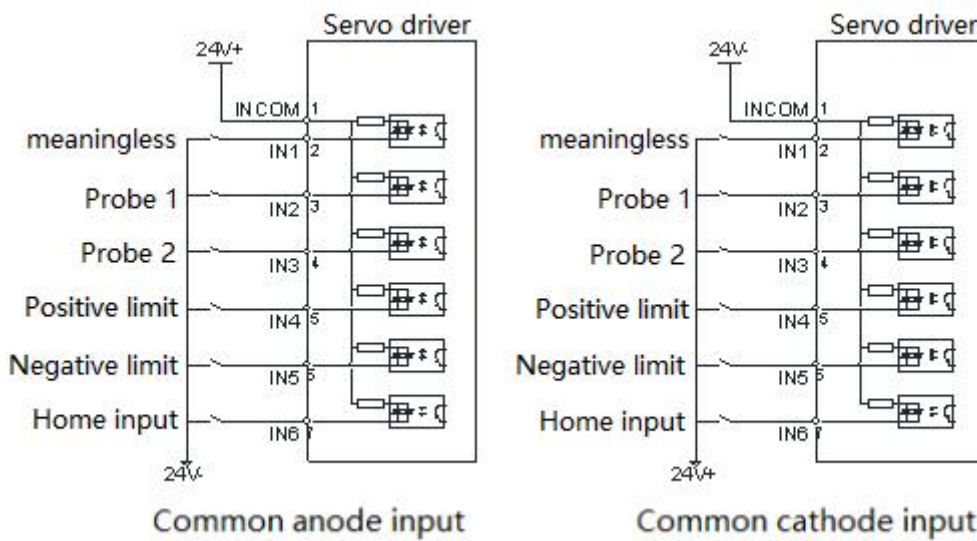 Servo driver
24V+
INCOM 1
meaningless IN1 2
Probe 1 IN2 3
Probe 2 IN3 4
Positive limit IN4 5
Negative limit IN5 6
Home input IN6 7
24V-
Common anode input
Servo driver
24V-
INCOM 1
meaningless IN1 2
Probe 1 IN2 3
Probe 2 IN3 4
Positive limit IN4 5
Negative limit IN5 6
Home input IN6 7
24V+
Common cathode input